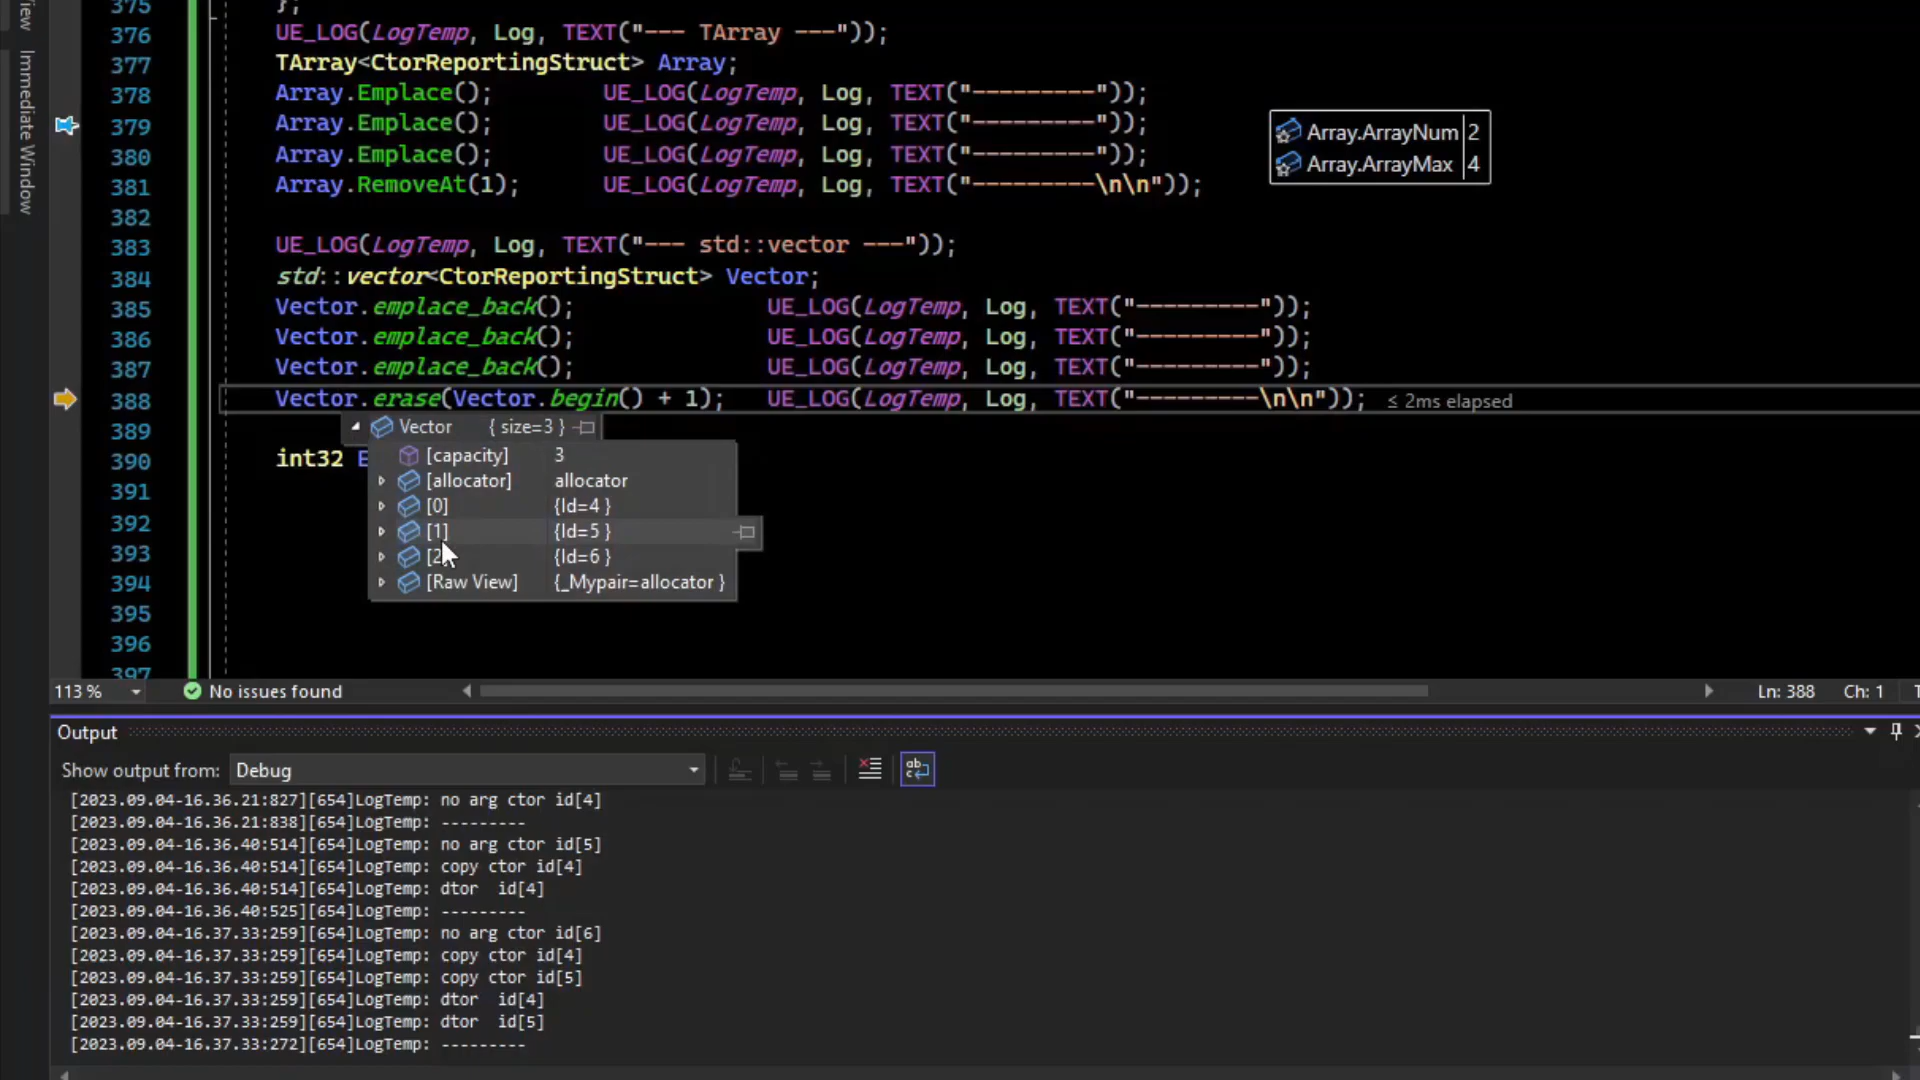 iew
Immediate Window
375 };
376 UE_LOG(LogTemp, Log, TEXT("--- TArray ---"));
377 TArray<CtorReportingStruct> Array;
378 Array.Emplace(); UE_LOG(LogTemp, Log, TEXT("---------"));
379 Array.Emplace(); UE_LOG(LogTemp, Log, TEXT("---------"));
380 Array.Emplace(); UE_LOG(LogTemp, Log, TEXT("---------"));
381 Array.RemoveAt(1); UE_LOG(LogTemp, Log, TEXT("---------\n\n"));
Array.ArrayNum 2
Array.ArrayMax 4
382
383 UE_LOG(LogTemp, Log, TEXT("--- std::vector ---"));
384 std::vector<CtorReportingStruct> Vector;
385 Vector.emplace_back(); UE_LOG(LogTemp, Log, TEXT("---------"));
386 Vector.emplace_back(); UE_LOG(LogTemp, Log, TEXT("---------"));
387 Vector.emplace_back(); UE_LOG(LogTemp, Log, TEXT("---------"));
388 Vector.erase(Vector.begin() + 1); UE_LOG(LogTemp, Log, TEXT("---------\n\n")); ≤ 2ms elapsed
389
Vector { size=3 }
390 int32 E
[capacity] 3
[allocator] allocator
[0] {Id=4 }
[1] {Id=5 }
[2 {Id=6 }
[Raw View] {_Mypair=allocator }
391
392
393
394
395
396
397
113 % No issues found Ln: 388 Ch: 1
Output
Show output from: Debug
[2023.09.04-16.36.21:827][654]LogTemp: no arg ctor id[4]
[2023.09.04-16.36.21:838][654]LogTemp: ---------
[2023.09.04-16.36.40:514][654]LogTemp: no arg ctor id[5]
[2023.09.04-16.36.40:514][654]LogTemp: copy ctor id[4]
[2023.09.04-16.36.40:514][654]LogTemp: dtor  id[4]
[2023.09.04-16.36.40:525][654]LogTemp: ---------
[2023.09.04-16.37.33:259][654]LogTemp: no arg ctor id[6]
[2023.09.04-16.37.33:259][654]LogTemp: copy ctor id[4]
[2023.09.04-16.37.33:259][654]LogTemp: copy ctor id[5]
[2023.09.04-16.37.33:259][654]LogTemp: dtor  id[4]
[2023.09.04-16.37.33:259][654]LogTemp: dtor  id[5]
[2023.09.04-16.37.33:272][654]LogTemp: ---------